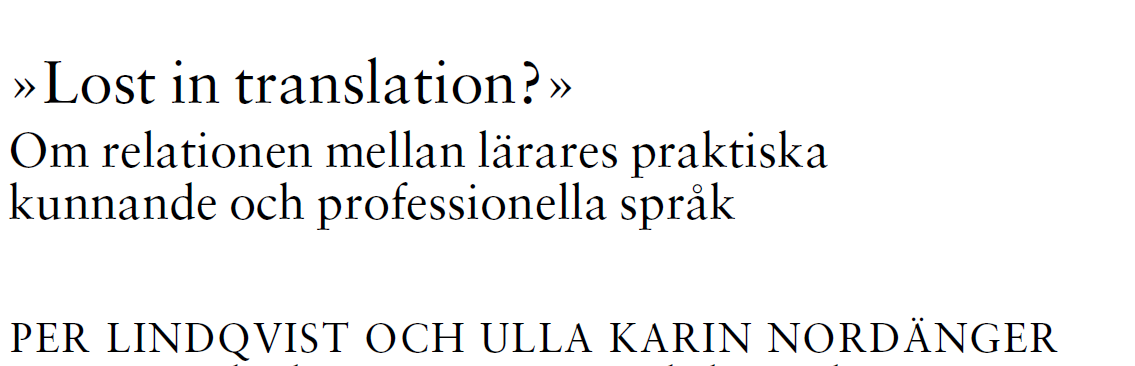 »Lost in translation?»
Om relationen mellan lärares praktiska
kunnande och professionella språk
PER LINDQVIST OCH ULLA KARIN NORDÄNGER